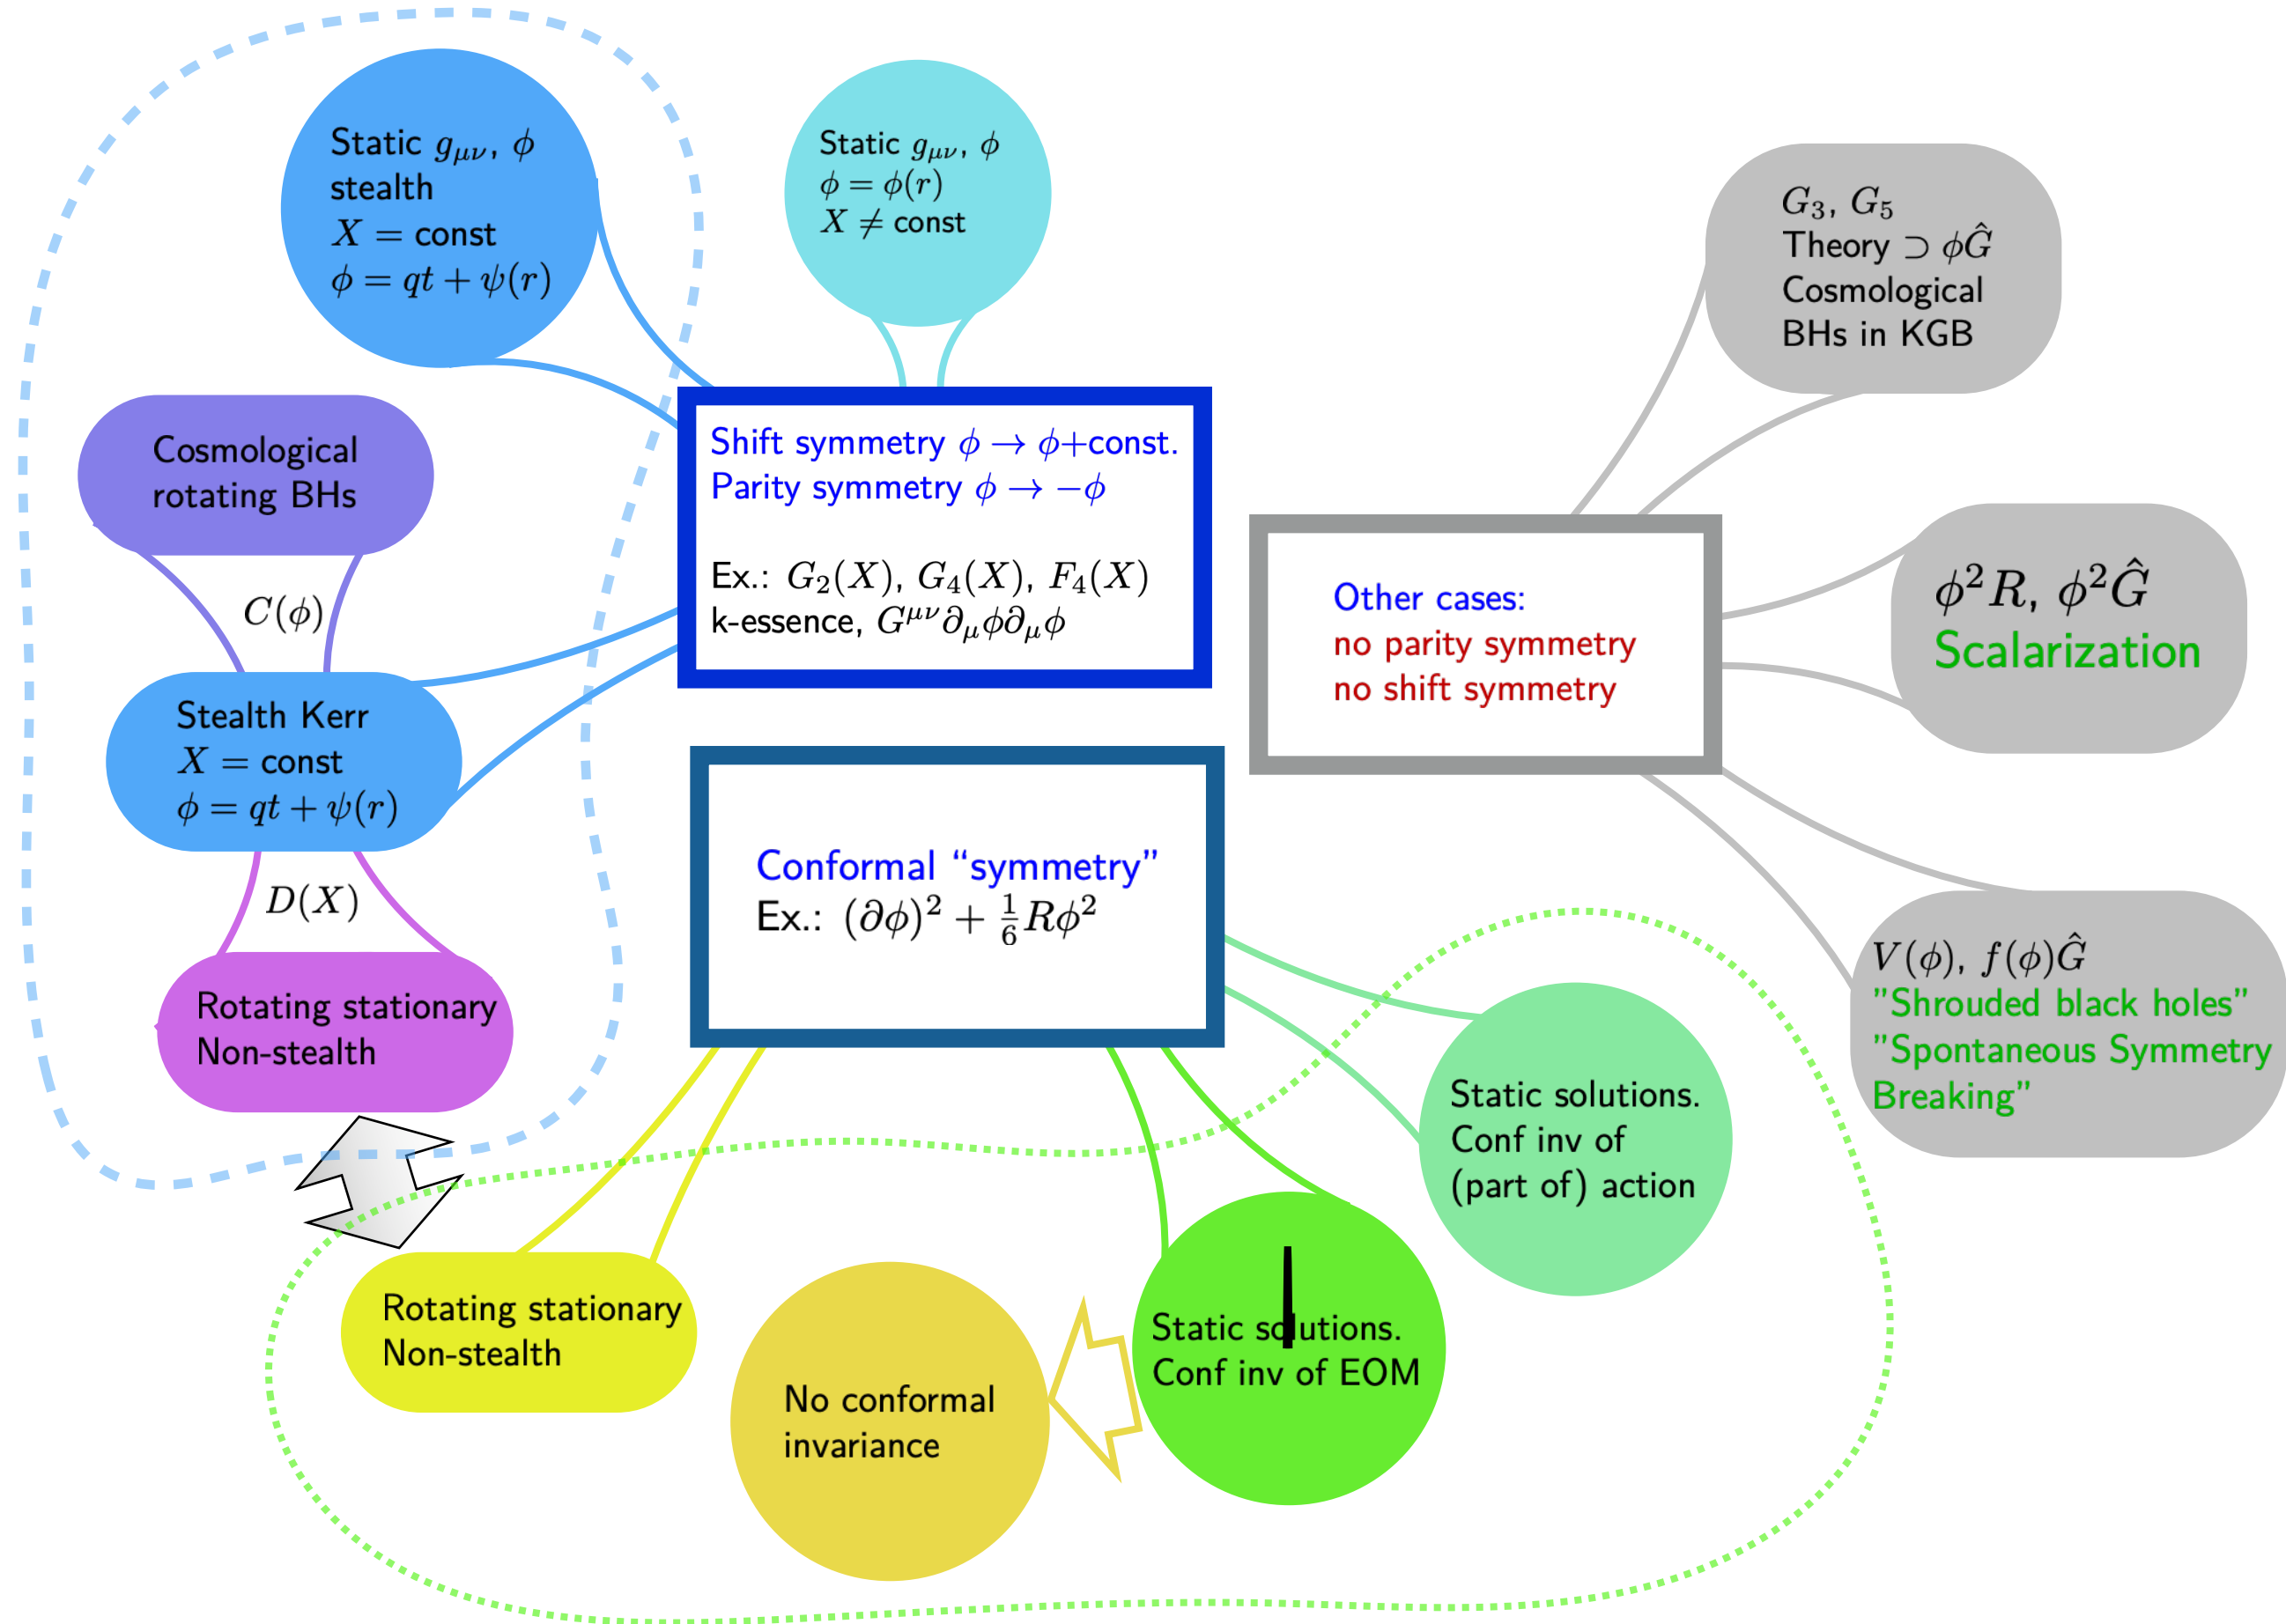 Static $g_{\mu\nu}$, $\phi$
stealth
$X = \text{const}$
$\phi = qt + \psi(r)$
Static $g_{\mu\nu}$, $\phi$
$\phi = \phi(r)$
$X \neq \text{const}$
$G_3$, $G_5$
Theory $\supset \phi\hat{G}$
Cosmological
BHs in KGB
Cosmological
rotating BHs
$C(\phi)$
Shift symmetry $\phi \to \phi$+const.
Parity symmetry $\phi \to -\phi$
Ex.: $G_2(X)$, $G_4(X)$, $F_4(X)$
k-essence, $G^{\mu\nu}\partial_\mu\phi\partial_\mu\phi$
Other cases:
no parity symmetry
no shift symmetry
$\phi^2 R$, $\phi^2\hat{G}$
Scalarization
Stealth Kerr
$X = \text{const}$
$\phi = qt + \psi(r)$
$D(X)$
Rotating stationary
Non-stealth
Conformal “symmetry”
Ex.: $(\partial\phi)^2 + \frac{1}{6}R\phi^2$
$V(\phi)$, $f(\phi)\hat{G}$
”Shrouded black holes”
”Spontaneous Symmetry
Breaking”
Static solutions.
Conf inv of
(part of) action
Rotating stationary
Non-stealth
No conformal
invariance
Static solutions.
Conf inv of EOM